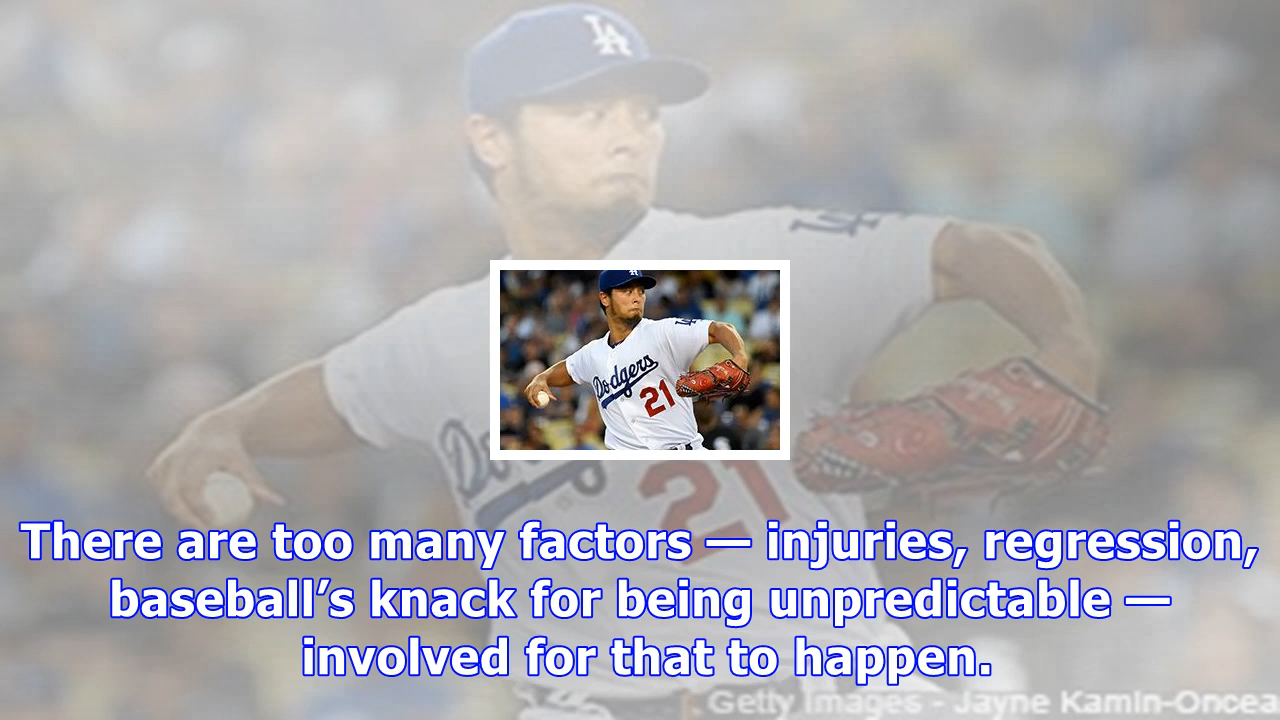 LA
Dodgers
21
There are too many factors — injuries, regression,
baseball’s knack for being unpredictable —
involved for that to happen.
Getty Images - Jayne Kamin-Oncea